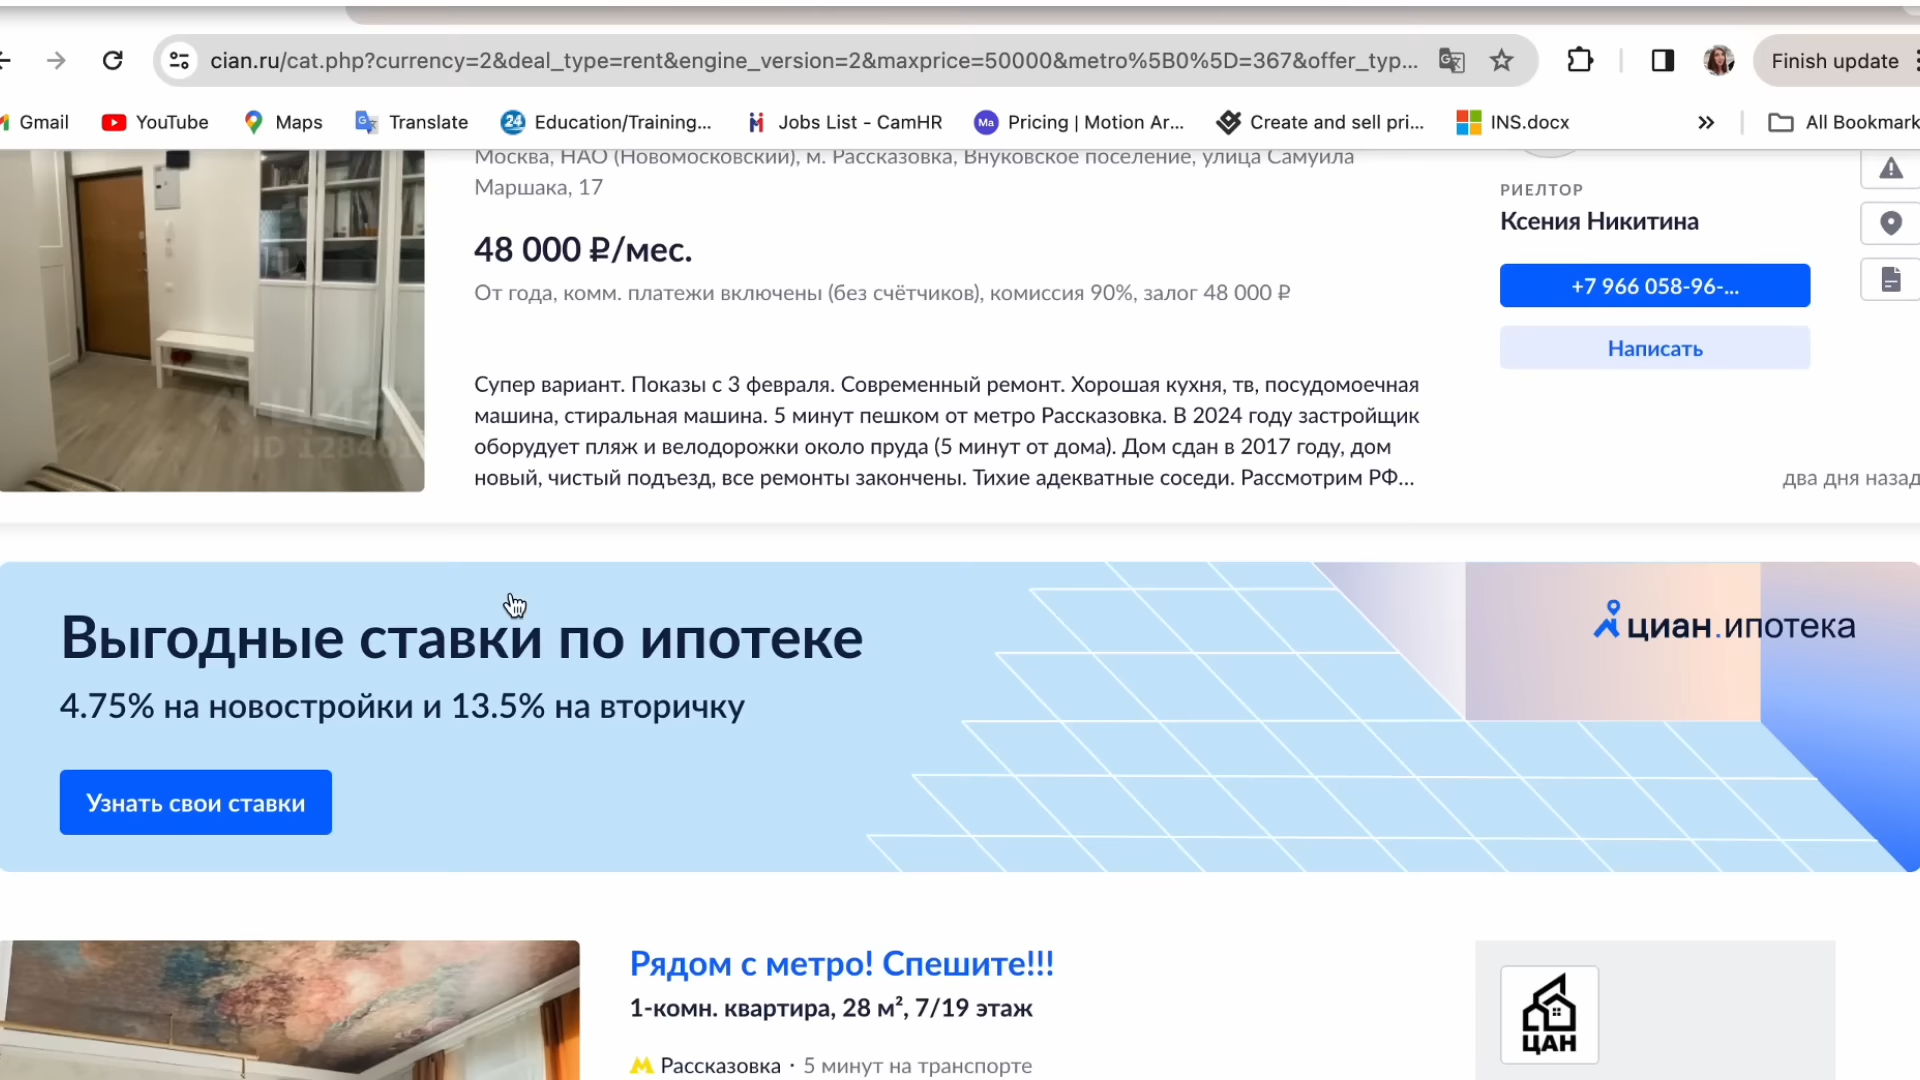 cian.ru/cat.php?currency=2&deal_type=rent&engine_version=2&maxprice=50000&metro%5B0%5D=367&offer_typ...
Finish update
Gmail
YouTube
Maps
Translate
24 Education/Training...
Jobs List - CamHR
Ma Pricing | Motion Ar...
Create and sell pri...
INS.docx
All Bookmark
Москва, НАО (Новомосковский), м. Рассказовка, Внуковское поселение, улица Самуила
Маршака, 17
48 000 ₽/мес.
От года, комм. платежи включены (без счётчиков), комиссия 90%, залог 48 000 ₽
Супер вариант. Показы с 3 февраля. Современный ремонт. Хорошая кухня, тв, посудомоечная
машина, стиральная машина. 5 минут пешком от метро Рассказовка. В 2024 году застройщик
оборудует пляж и велодорожки около пруда (5 минут от дома). Дом сдан в 2017 году, дом
новый, чистый подъезд, все ремонты закончены. Тихие адекватные соседи. Рассмотрим РФ...
РИЕЛТОР
Ксения Никитина
+7 966 058-96-...
Написать
два дня назад
Выгодные ставки по ипотеке
4.75% на новостройки и 13.5% на вторичку
Узнать свои ставки
циан.ипотека
Рядом с метро! Спешите!!!
1-комн. квартира, 28 м², 7/19 этаж
Рассказовка · 5 минут на транспорте
ЦАН